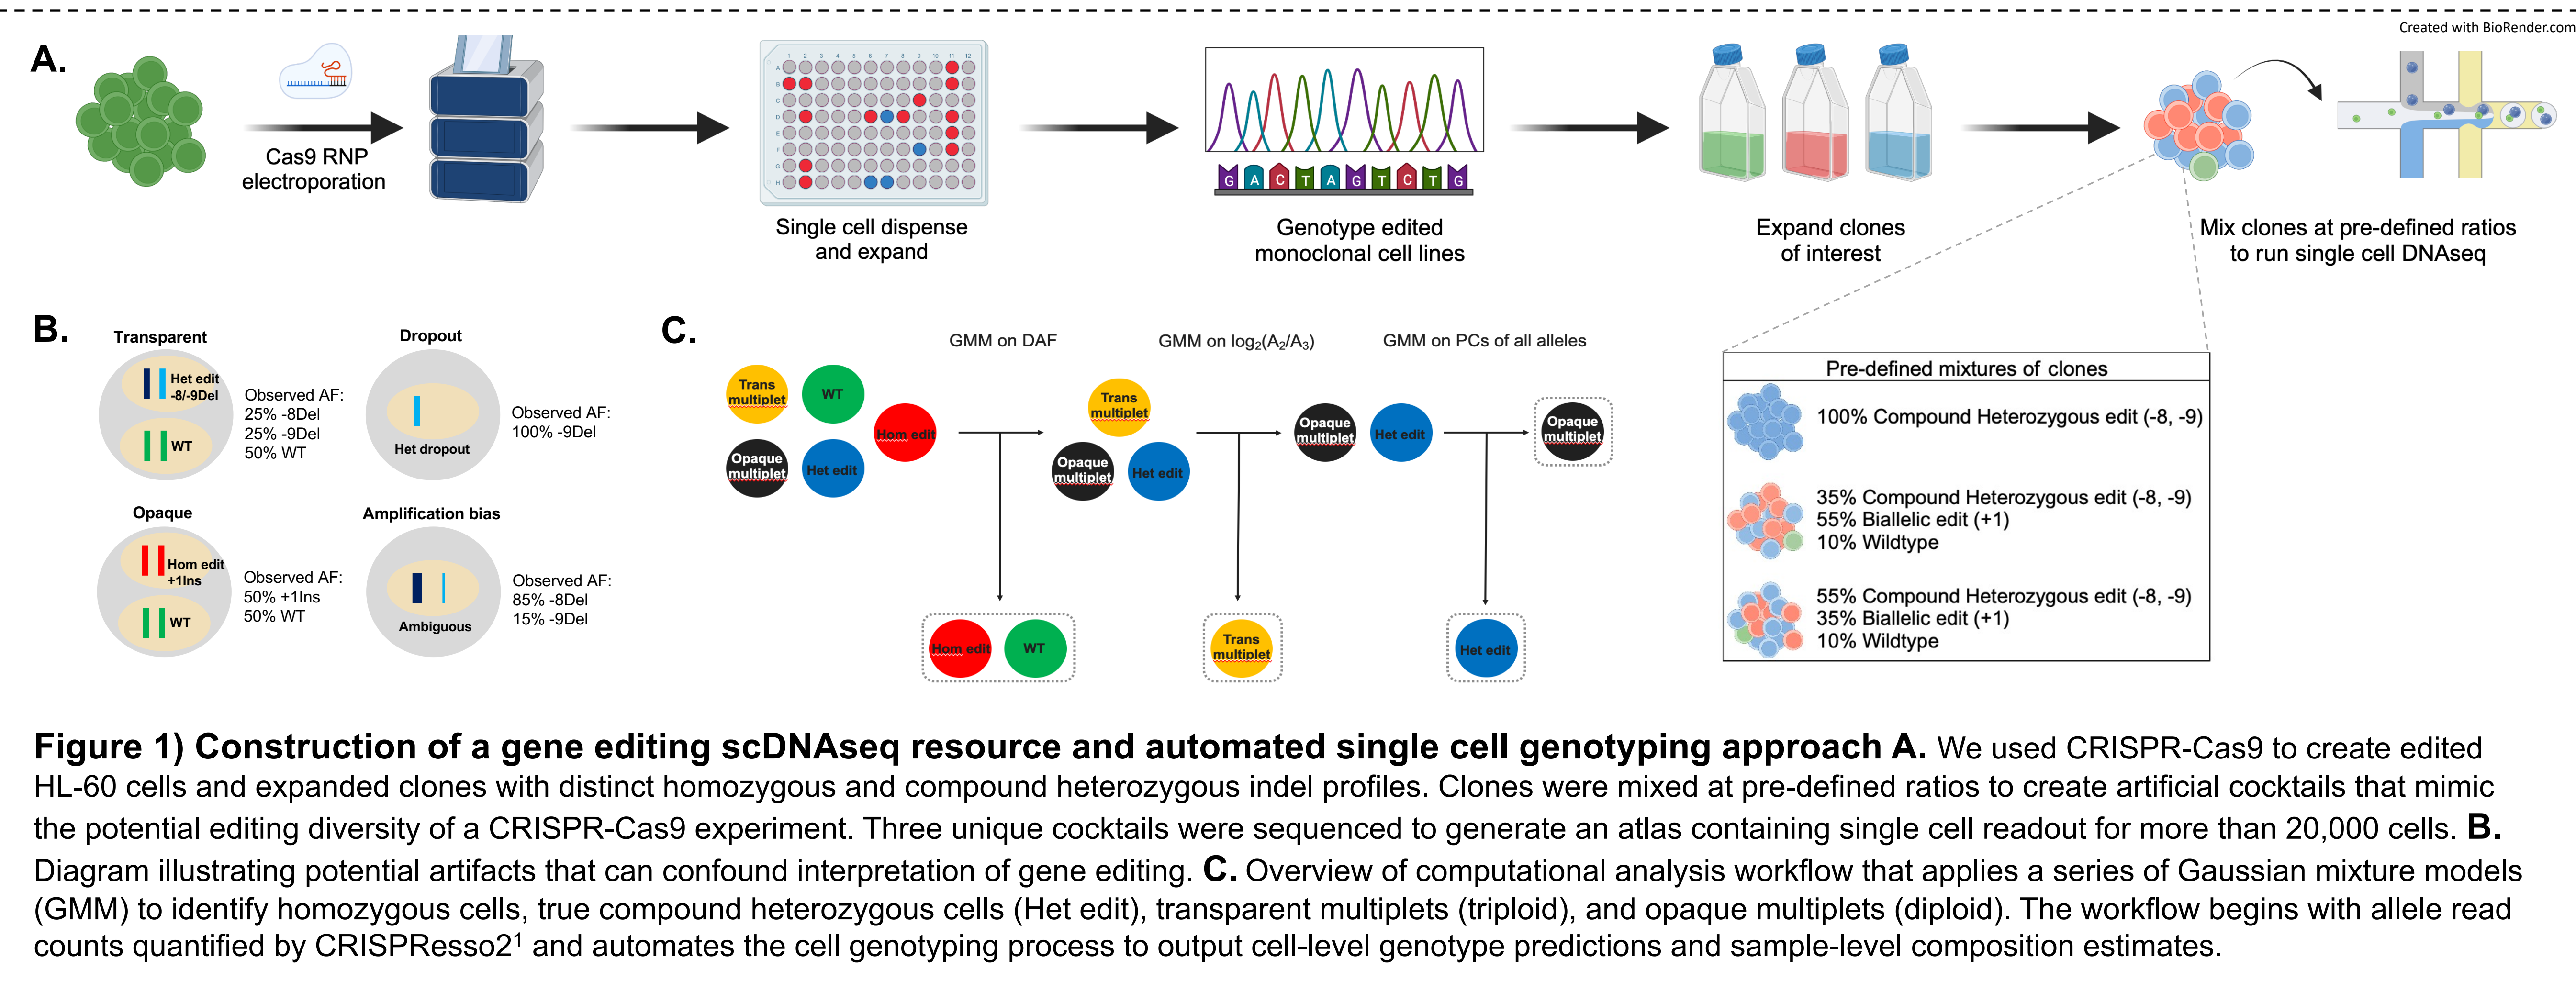 Created with BioRender.com
A.
Cas9 RNP
electroporation
1 2 3 4 5 6 7 8 9 10 11 12
A
B
C
D
E
F
G
H
Single cell dispense
and expand
G A C T A G T C T G
Genotype edited
monoclonal cell lines
Expand clones
of interest
Mix clones at pre-defined ratios
to run single cell DNAseq
B.
Transparent
Het edit
-8/-9Del
WT
Observed AF:
25% -8Del
25% -9Del
50% WT
Dropout
Het dropout
Observed AF:
100% -9Del
Opaque
Hom edit
+1Ins
WT
Observed AF:
50% +1Ins
50% WT
Amplification bias
Ambiguous
Observed AF:
85% -8Del
15% -9Del
C.
GMM on DAF
GMM on log₂(A₂/A₃)
GMM on PCs of all alleles
Trans
multiplet
WT
Hom edit
Opaque
multiplet
Het edit
Trans
multiplet
Opaque
multiplet
Het edit
Opaque
multiplet
Het edit
Opaque
multiplet
Hom edit
WT
Trans
multiplet
Het edit
Pre-defined mixtures of clones
100% Compound Heterozygous edit (-8, -9)
35% Compound Heterozygous edit (-8, -9)
55% Biallelic edit (+1)
10% Wildtype
55% Compound Heterozygous edit (-8, -9)
35% Biallelic edit (+1)
10% Wildtype
Figure 1) Construction of a gene editing scDNAseq resource and automated single cell genotyping approach A. We used CRISPR-Cas9 to create edited
HL-60 cells and expanded clones with distinct homozygous and compound heterozygous indel profiles. Clones were mixed at pre-defined ratios to create artificial cocktails that mimic
the potential editing diversity of a CRISPR-Cas9 experiment. Three unique cocktails were sequenced to generate an atlas containing single cell readout for more than 20,000 cells. B.
Diagram illustrating potential artifacts that can confound interpretation of gene editing. C. Overview of computational analysis workflow that applies a series of Gaussian mixture models
(GMM) to identify homozygous cells, true compound heterozygous cells (Het edit), transparent multiplets (triploid), and opaque multiplets (diploid). The workflow begins with allele read
counts quantified by CRISPResso2¹ and automates the cell genotyping process to output cell-level genotype predictions and sample-level composition estimates.